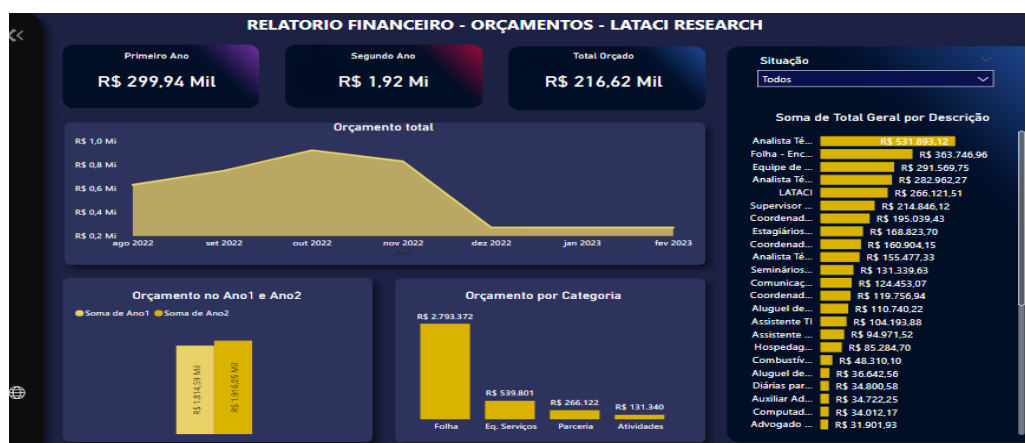 RELATORIO FINANCEIRO - ORÇAMENTOS - LATACI RESEARCH
Primeiro Ano
R$ 299,94 Mil
Segundo Ano
R$ 1,92 Mi
Total Orçado
R$ 216,62 Mil
Situação
Todos
Orçamento total
R$ 1,0 Mi
R$ 0,8 Mi
R$ 0,6 Mi
R$ 0,4 Mi
R$ 0,2 Mi
ago 2022 set 2022 out 2022 nov 2022 dez 2022 jan 2023 fev 2023
Orçamento no Ano1 e Ano2
Soma de Ano1 Soma de Ano2
R$ 1.814,59 Mil
R$ 1.916,05 Mil
Orçamento por Categoria
R$ 2.793.372
R$ 539.801
R$ 266.122
R$ 131.340
Folha Eq. Serviços Parceria Atividades
Soma de Total Geral por Descrição
Analista Té... R$ 531.893,12
Folha - Enc... R$ 363.746,96
Equipe de ... R$ 291.569,75
Analista Té... R$ 282.962,27
LATACI R$ 266.121,51
Supervisor ... R$ 214.846,12
Coordenad... R$ 195.039,43
Estagiários... R$ 168.823,70
Coordenad... R$ 160.904,15
Analista Té... R$ 155.477,33
Seminários... R$ 131.339,63
Comunicaç... R$ 124.453,07
Coordenad... R$ 119.756,94
Aluguel de... R$ 110.740,22
Assistente TI R$ 104.193,88
Assistente ... R$ 94.971,52
Hospedag... R$ 85.284,70
Combustív... R$ 48.310,10
Aluguel de... R$ 36.642,56
Diárias par... R$ 34.800,58
Auxiliar Ad... R$ 34.722,25
Computad... R$ 34.012,17
Advogado ... R$ 31.901,93